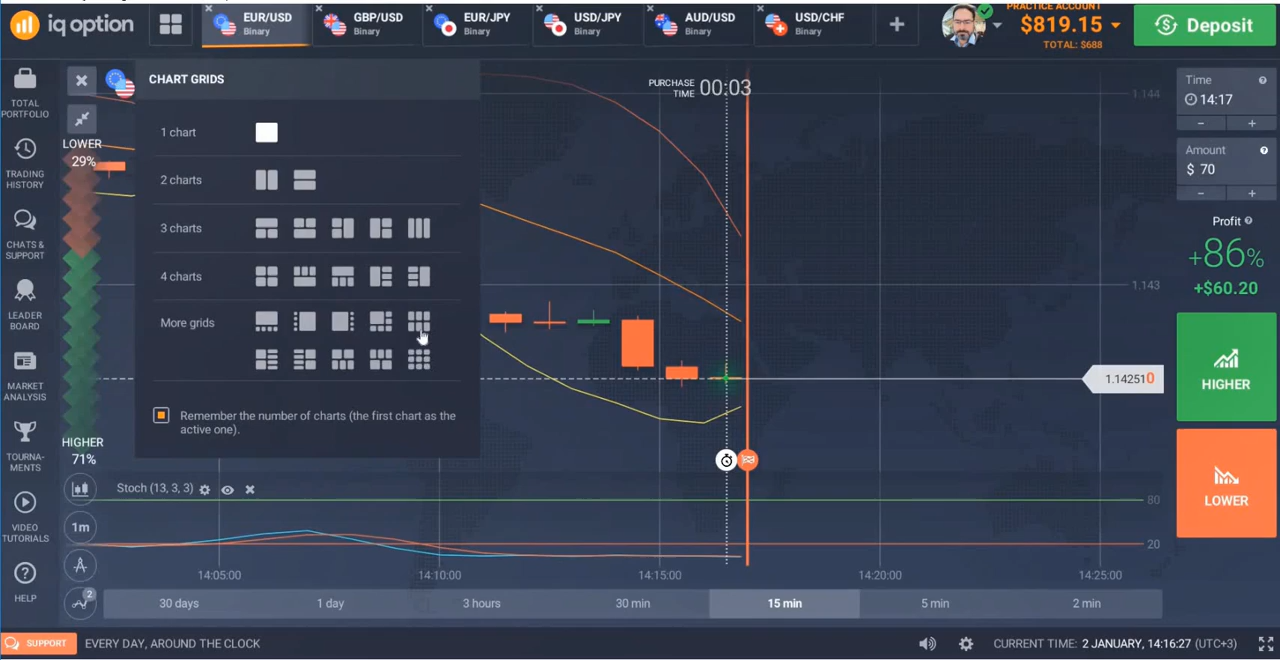 iq option
EUR/USD
Binary
GBP/USD
Binary
EUR/JPY
Binary
USD/JPY
Binary
AUD/USD
Binary
USD/CHF
Binary
+
PRACTICE ACCOUNT
$819.15
TOTAL: $688
Deposit
TOTAL
PORTFOLIO
TRADING
HISTORY
CHATS &
SUPPORT
LEADER
BOARD
MARKET
ANALYSIS
TOURNA-
MENTS
VIDEO
TUTORIALS
HELP
LOWER
29%
HIGHER
71%
1m
2
CHART GRIDS
1 chart
2 charts
3 charts
4 charts
More grids
Remember the number of charts (the first chart as the
active one).
PURCHASE
TIME
00:03
1.144
1.143
1.142510
Stoch (13, 3, 3)
80
20
14:05:00
14:10:00
14:15:00
14:20:00
14:25:00
30 days
1 day
3 hours
30 min
15 min
5 min
2 min
Time
14:17
- +
Amount
$ 70
- +
Profit
+86%
+$60.20
HIGHER
LOWER
SUPPORT
EVERY DAY, AROUND THE CLOCK
CURRENT TIME: 2 JANUARY, 14:16:27 (UTC+3)